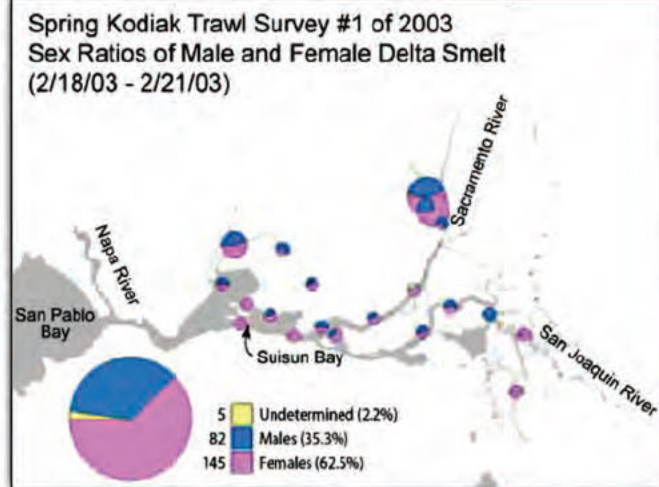 Spring Kodiak Trawl Survey #1 of 2003
Sex Ratios of Male and Female Delta Smelt
(2/18/03 - 2/21/03)
Sacramento River
Napa River
San Pablo
Bay
Suisun Bay
San Joaquin River
5 Undetermined (2.2%)
82 Males (35.3%)
145 Females (62.5%)